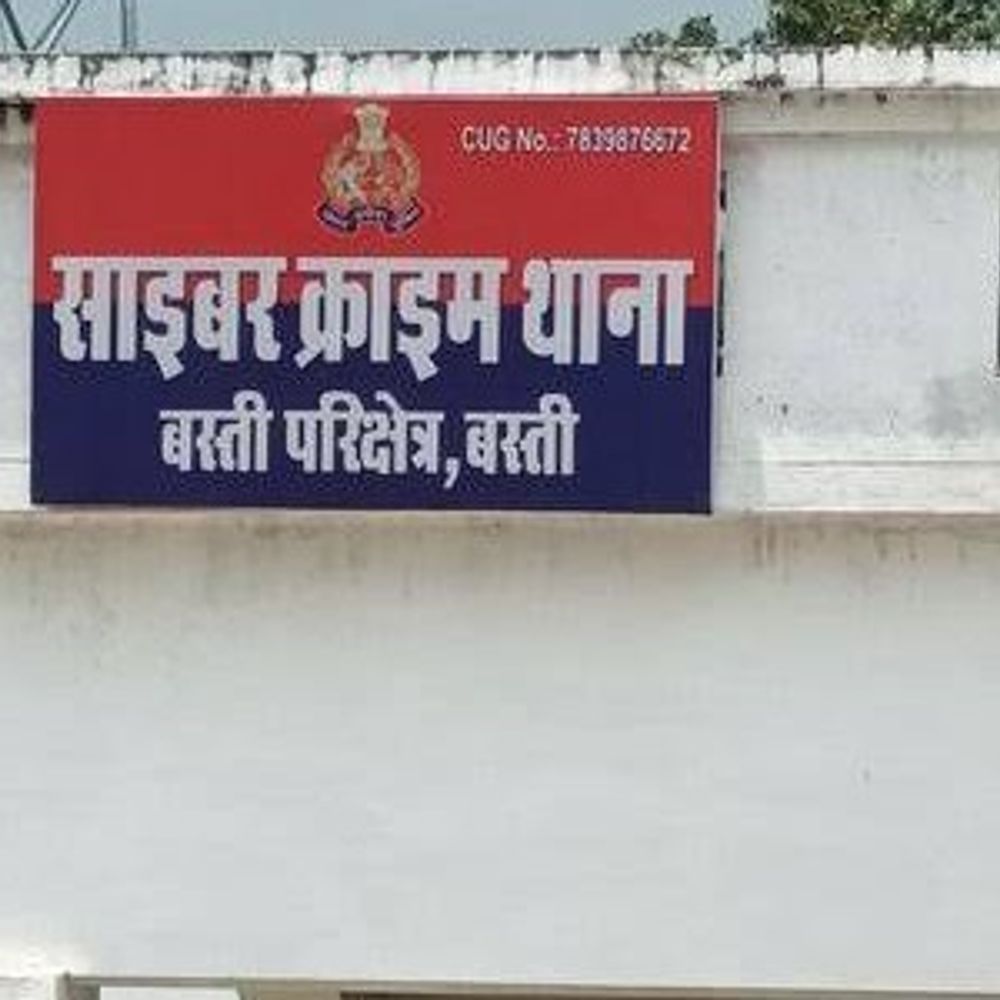 CUG No.: 7839876672
साइबर क्राइम थाना
बस्ती परिक्षेत्र, बस्ती